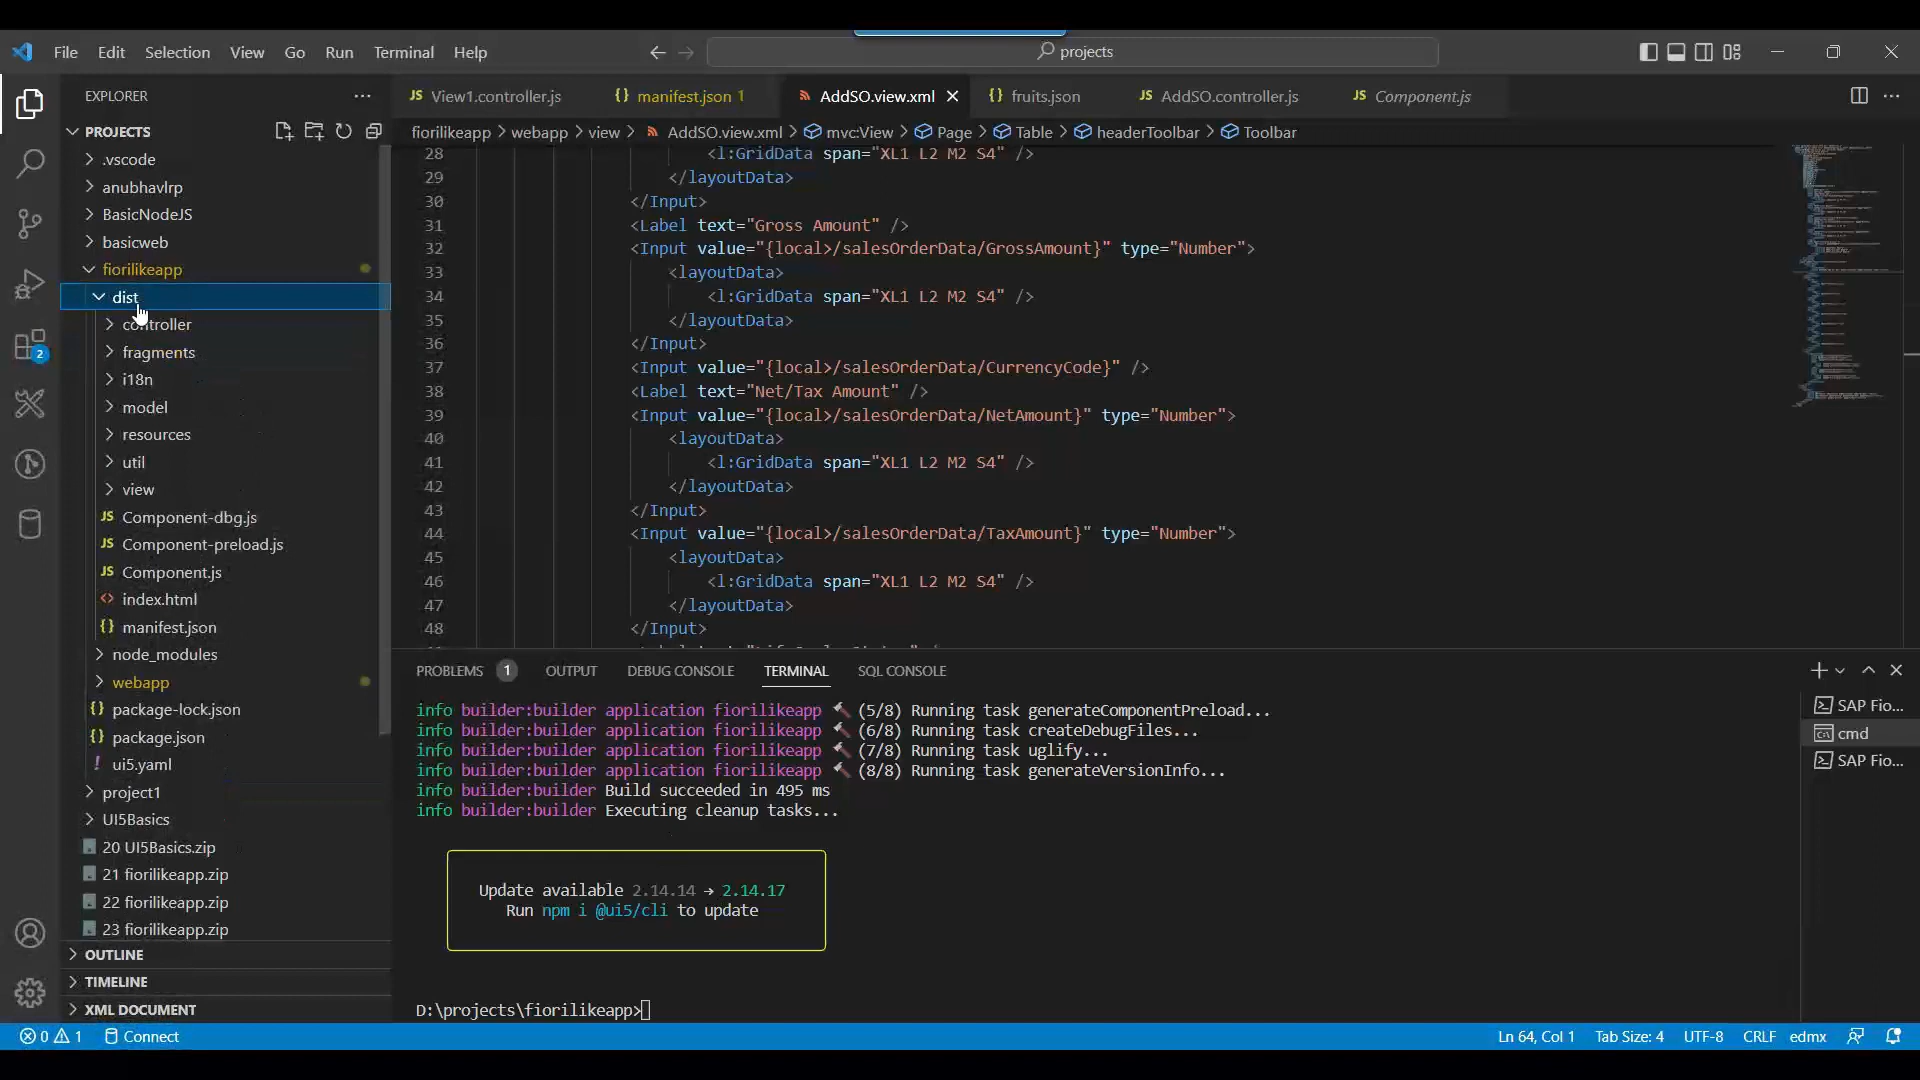 File Edit Selection View Go Run Terminal Help
projects
EXPLORER
View1.controller.js
manifest.json 1
AddSO.view.xml
fruits.json
AddSO.controller.js
Component.js
fiorilikeapp > webapp > view > AddSO.view.xml > mvc:View > Page > Table > headerToolbar > Toolbar
PROJECTS
.vscode
anubhavlrp
BasicNodeJS
basicweb
fiorilikeapp
dist
controller
fragments
i18n
model
resources
util
view
Component-dbg.js
Component-preload.js
Component.js
index.html
manifest.json
node_modules
webapp
package-lock.json
package.json
ui5.yaml
project1
UI5Basics
20 UI5Basics.zip
21 fiorilikeapp.zip
22 fiorilikeapp.zip
23 fiorilikeapp.zip
OUTLINE
TIMELINE
XML DOCUMENT
2
28 <l:GridData span="XL1 L2 M2 S4" />
29 </layoutData>
30 </Input>
31 <Label text="Gross Amount" />
32 <Input value="{local>/salesOrderData/GrossAmount}" type="Number">
33 <layoutData>
34 <l:GridData span="XL1 L2 M2 S4" />
35 </layoutData>
36 </Input>
37 <Input value="{local>/salesOrderData/CurrencyCode}" />
38 <Label text="Net/Tax Amount" />
39 <Input value="{local>/salesOrderData/NetAmount}" type="Number">
40 <layoutData>
41 <l:GridData span="XL1 L2 M2 S4" />
42 </layoutData>
43 </Input>
44 <Input value="{local>/salesOrderData/TaxAmount}" type="Number">
45 <layoutData>
46 <l:GridData span="XL1 L2 M2 S4" />
47 </layoutData>
48 </Input>
PROBLEMS 1 OUTPUT DEBUG CONSOLE TERMINAL SQL CONSOLE
info builder:builder application fiorilikeapp 🔨 (5/8) Running task generateComponentPreload...
info builder:builder application fiorilikeapp 🔨 (6/8) Running task createDebugFiles...
info builder:builder application fiorilikeapp 🔨 (7/8) Running task uglify...
info builder:builder application fiorilikeapp 🔨 (8/8) Running task generateVersionInfo...
info builder:builder Build succeeded in 495 ms
info builder:builder Executing cleanup tasks...
Update available 2.14.14 → 2.14.17
Run npm i @ui5/cli to update
D:\projects\fiorilikeapp>
SAP Fio...
cmd
SAP Fio...
0 1 Connect
Ln 64, Col 1 Tab Size: 4 UTF-8 CRLF edmx